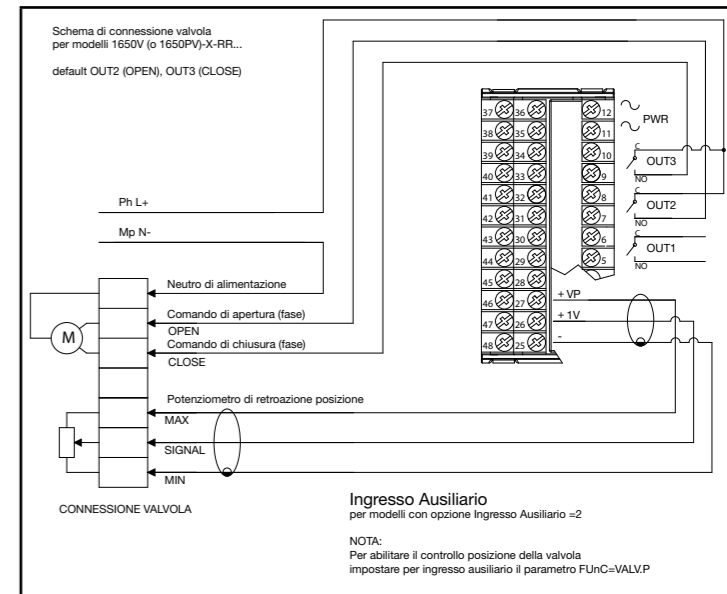 Schema di connessione valvola
per modelli 1650V (o 1650PV)-X-RR...
default OUT2 (OPEN), OUT3 (CLOSE)
37 36 12
PWR
38 35 11
39 34 10
C
OUT3
40 33 9
NO
41 32 8
C
OUT2
42 31 7
NO
43 30 6
C
OUT1
44 29 5
NO
45 28
46 27
+ VP
47 26
+ 1V
48 25
-
Ph L+
Mp N-
Neutro di alimentazione
Comando di apertura (fase)
OPEN
M
Comando di chiusura (fase)
CLOSE
Potenziometro di retroazione posizione
MAX
SIGNAL
MIN
CONNESSIONE VALVOLA
Ingresso Ausiliario
per modelli con opzione Ingresso Ausiliario =2
NOTA:
Per abilitare il controllo posizione della valvola
impostare per ingresso ausiliario il parametro FUnC=VALV.P